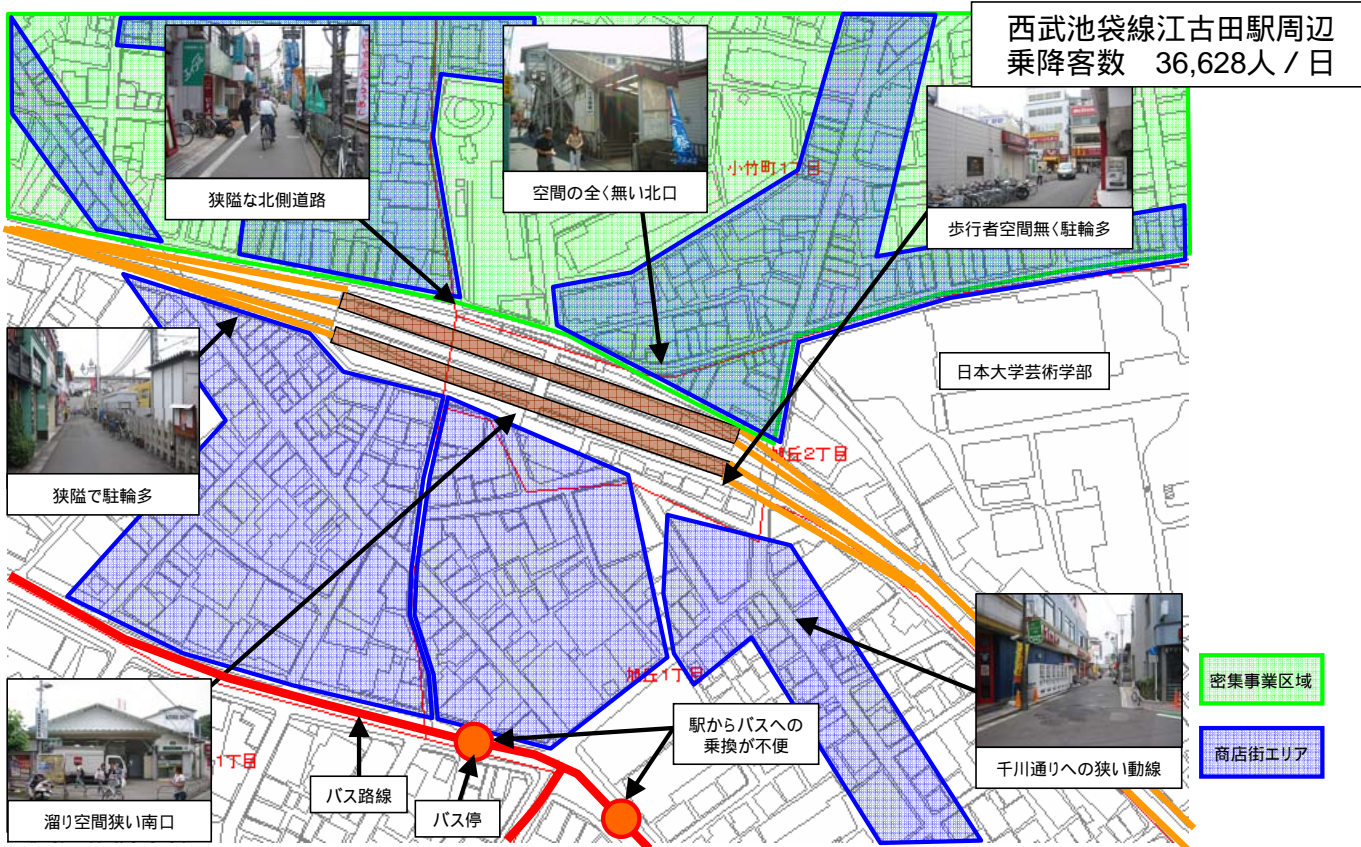 西武池袋線江古田駅周辺
乗降客数 36,628人/日
狭隘な北側道路
空間の全く無い北口
小竹町1丁目
歩行者空間無く駐輪多
日本大学芸術学部
狭隘で駐輪多
旭丘2丁目
旭丘1丁目
駅からバスへの
乗換が不便
密集事業区域
商店街エリア
千川通りへの狭い動線
1丁目
バス路線
バス停
溜り空間狭い南口